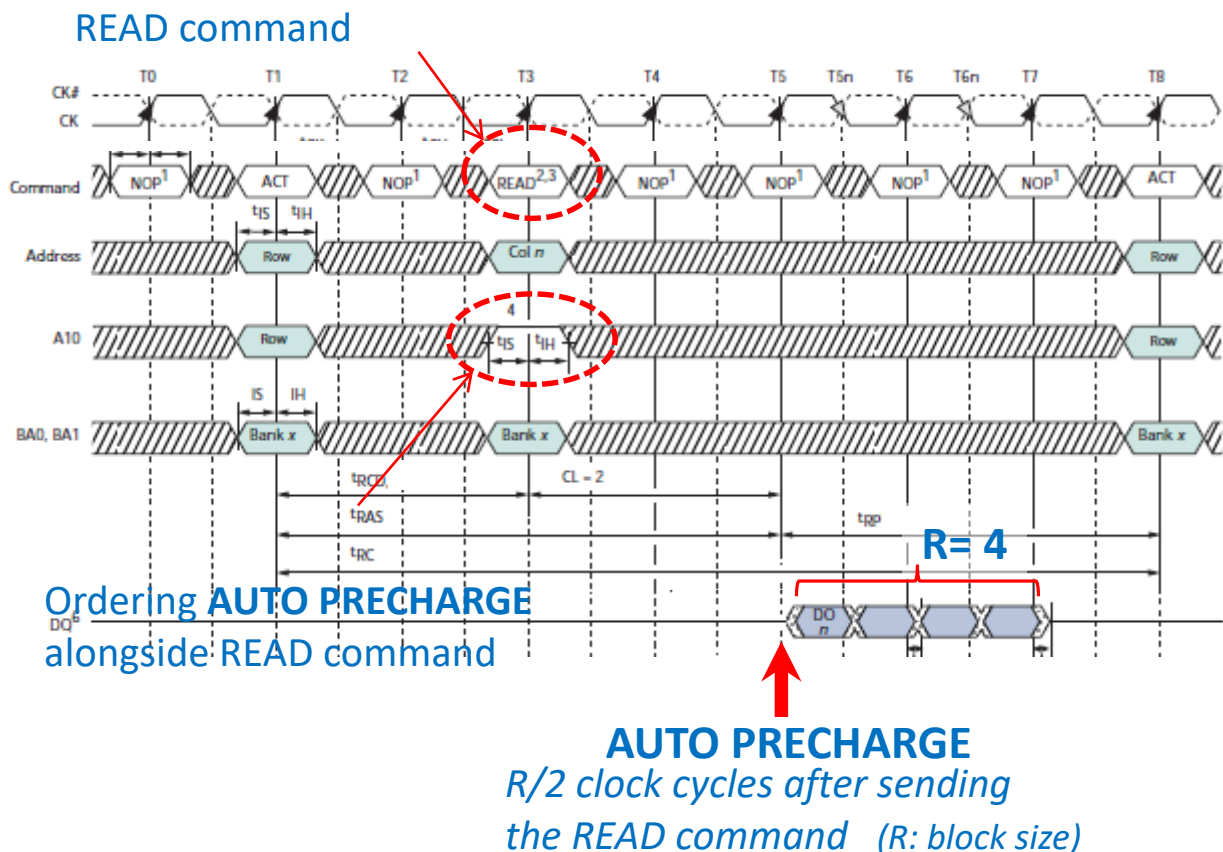 READ command
T0 T1 T2 T3 T4 T5 T5n T6 T6n T7 T8
CK#
CK
Command NOP1 ACT NOP1 READ2,3 NOP1 NOP1 NOP1 NOP1 ACT
tIS tIH
Address Row Col n Row
4
A10 Row tIS tIH Row
IS IH
BA0, BA1 Bank x Bank x Bank x
tRCD, CL = 2
tRAS tRP
tRC R= 4
Ordering AUTO PRECHARGE
DQ6 DO
n
alongside READ command
AUTO PRECHARGE
R/2 clock cycles after sending
the READ command (R: block size)